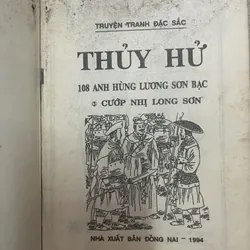 TRUYỆN TRANH ĐẶC SẮC
THỦY HỬ
108 ANH HÙNG LƯƠNG SƠN BẠC
CƯỚP NHỊ LONG SƠN
NHÀ XUẤT BẢN ĐỒNG NAI - 1994